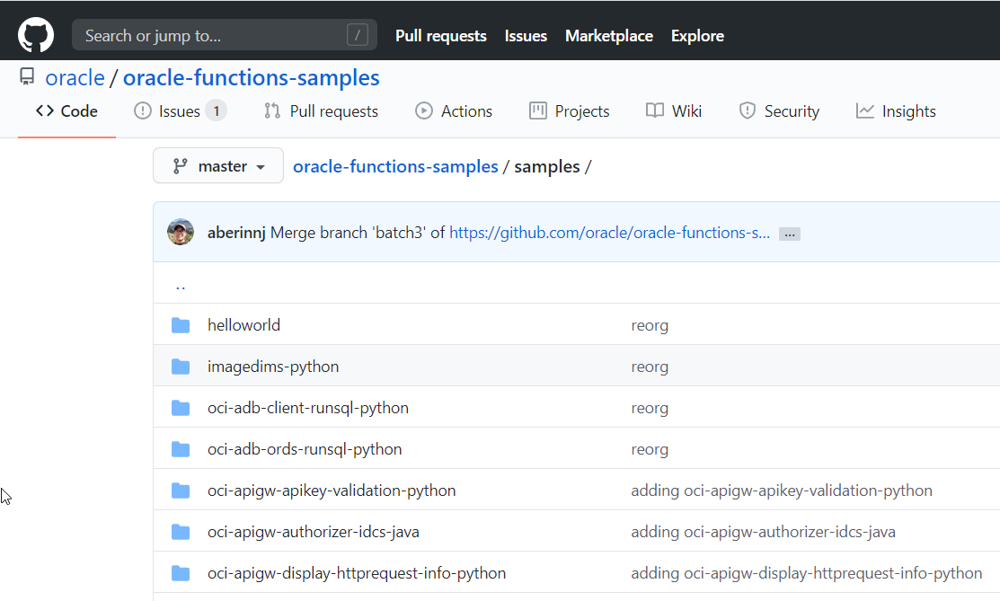 Search or jump to... / Pull requests Issues Marketplace Explore
oracle / oracle-functions-samples
Code Issues 1 Pull requests Actions Projects Wiki Security Insights
master oracle-functions-samples / samples /
aberinnj Merge branch 'batch3' of https://github.com/oracle/oracle-functions-s... ...
..
helloworld reorg
imagedims-python reorg
oci-adb-client-runsql-python reorg
oci-adb-ords-runsql-python reorg
oci-apigw-apikey-validation-python adding oci-apigw-apikey-validation-python
oci-apigw-authorizer-idcs-java adding oci-apigw-authorizer-idcs-java
oci-apigw-display-httprequest-info-python adding oci-apigw-display-httprequest-info-python